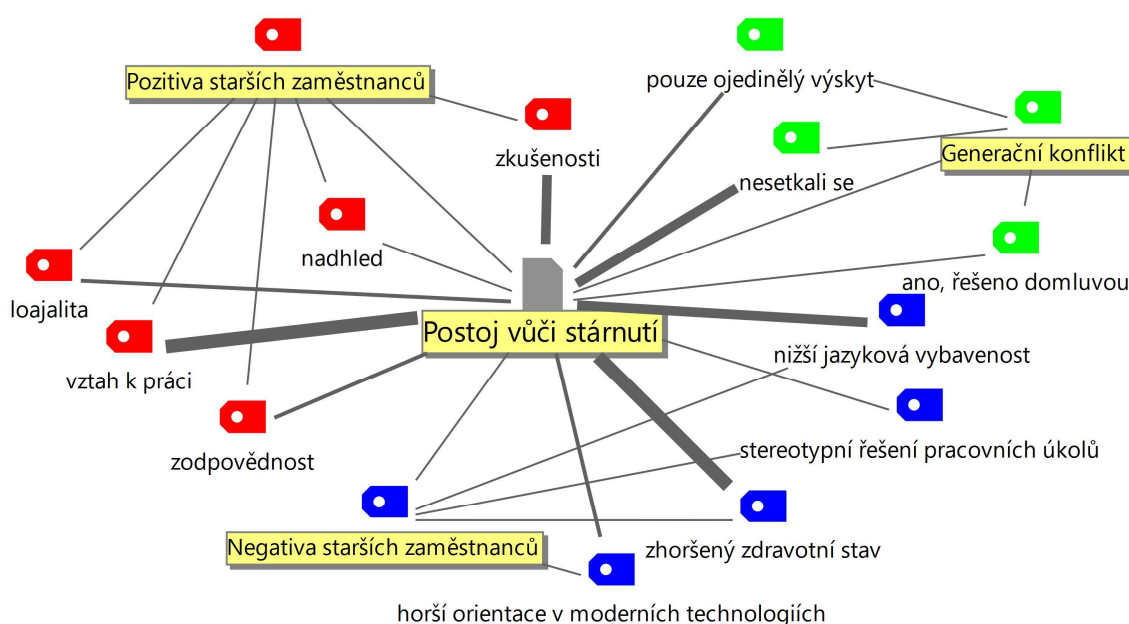 Pozitiva starších zaměstnanců
pouze ojedinělý výskyt
zkušenosti
Generační konflikt
nesetkali se
nadhled
ano, řešeno domluvou
loajalita
Postoj vůči stárnutí
nižší jazyková vybavenost
vztah k práci
stereotypní řešení pracovních úkolů
zodpovědnost
Negativa starších zaměstnanců
zhoršený zdravotní stav
horší orientace v moderních technologiích